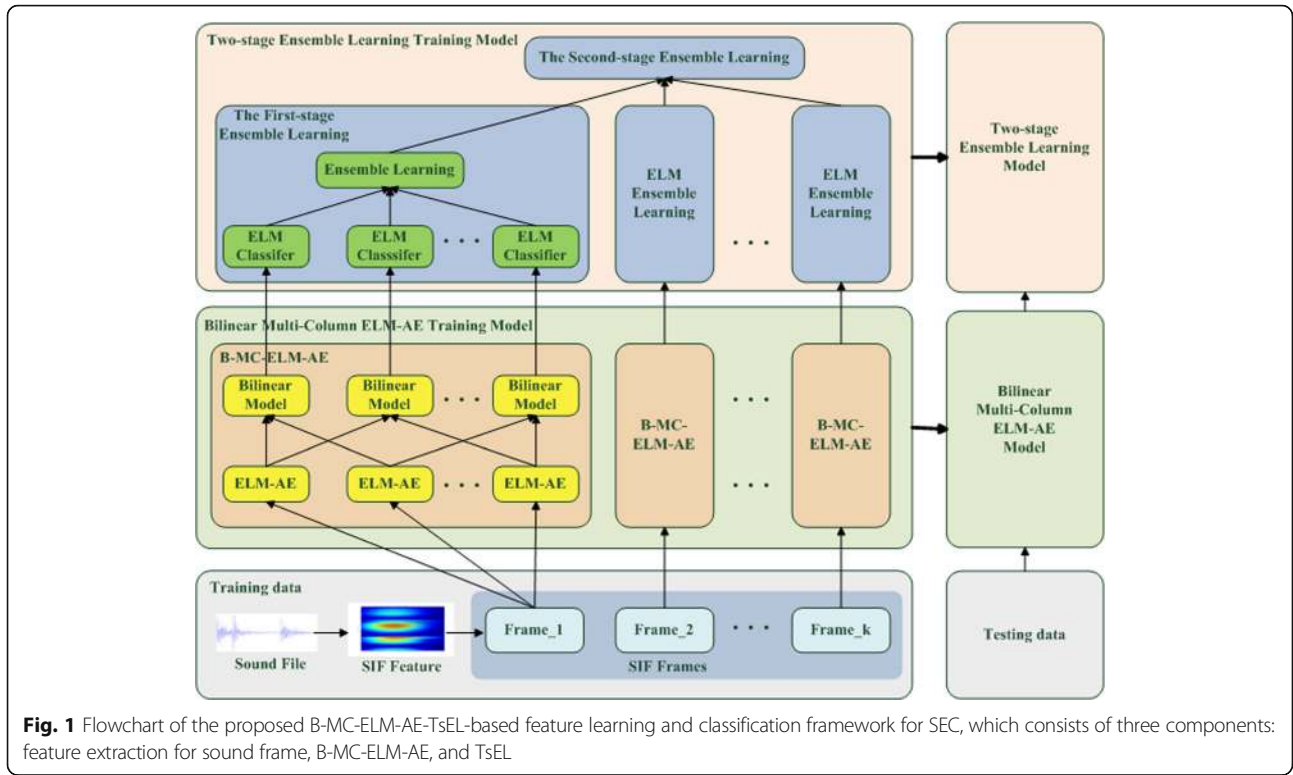 Two-stage Ensemble Learning Training Model
The Second-stage Ensemble Learning
The First-stage
Ensemble Learning
Ensemble Learning
ELM
Classifer
ELM
Classsifer
. . .
ELM
Classifier
ELM
Ensemble
Learning
. . .
ELM
Ensemble
Learning
Two-stage
Ensemble Learning
Model
Bilinear Multi-Column ELM-AE Training Model
B-MC-ELM-AE
Bilinear
Model
Bilinear
Model
. . .
Bilinear
Model
ELM-AE
ELM-AE
. . .
ELM-AE
B-MC-
ELM-AE
. . .
. . .
B-MC-
ELM-AE
Bilinear
Multi-Column
ELM-AE
Model
Training data
Sound File
SIF Feature
Frame_1
Frame_2
. . .
Frame_k
SIF Frames
Testing data
Fig. 1 Flowchart of the proposed B-MC-ELM-AE-TsEL-based feature learning and classification framework for SEC, which consists of three components:
feature extraction for sound frame, B-MC-ELM-AE, and TsEL